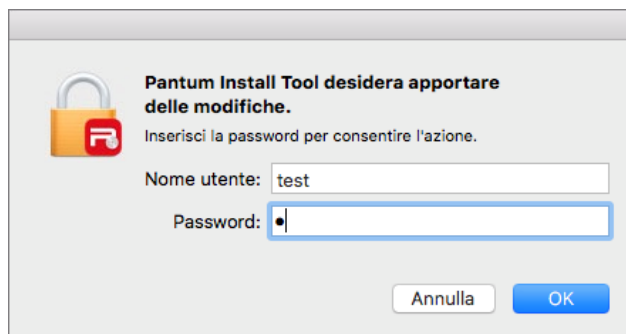 Pantum Install Tool desidera apportare
delle modifiche.
Inserisci la password per consentire l'azione.
Nome utente: test
Password: •
Annulla OK